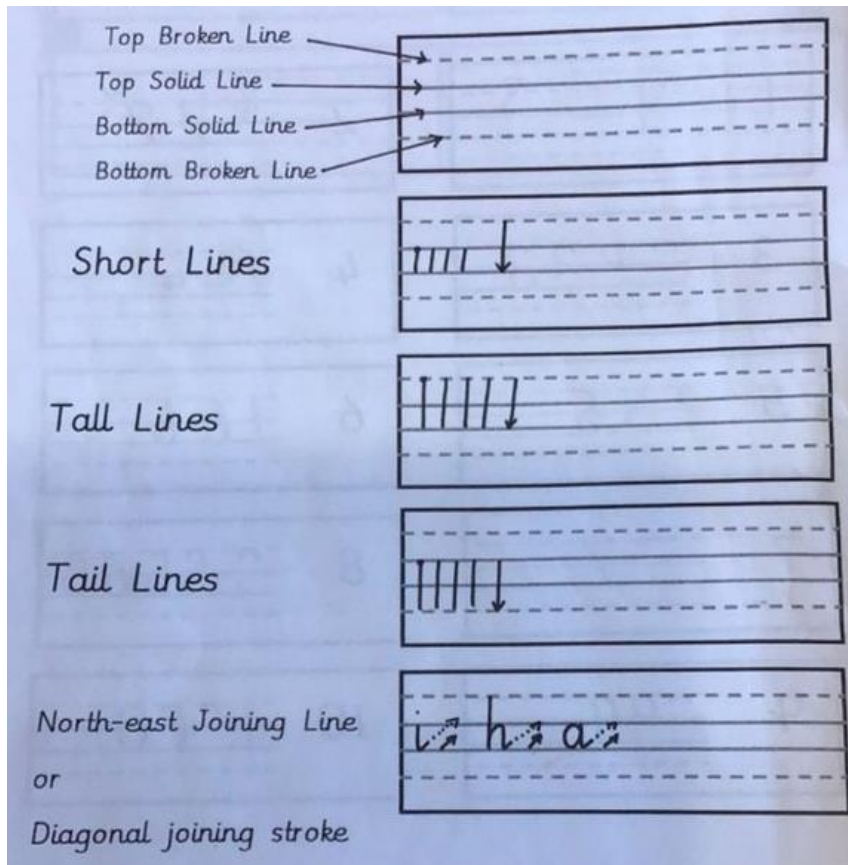 Top Broken Line
Top Solid Line
Bottom Solid Line
Bottom Broken Line
Short Lines
Tall Lines
Tail Lines
North-east Joining Line
or
Diagonal joining stroke
i h a